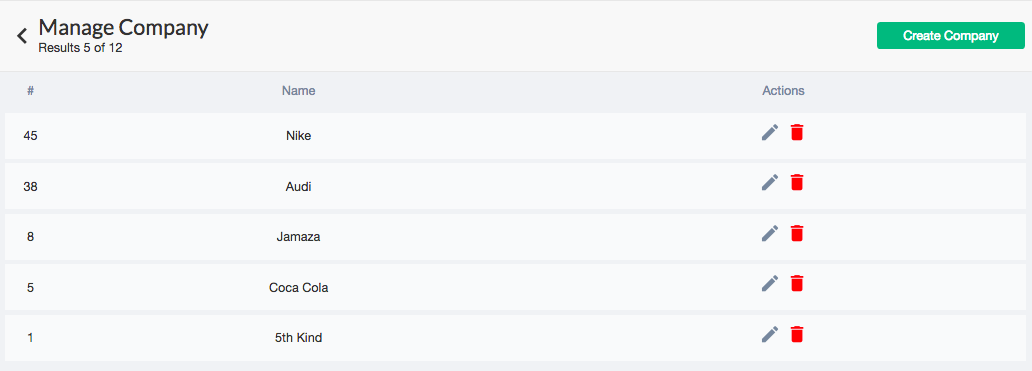 Manage Company
Results 5 of 12
Create Company
# Name Actions
45 Nike
38 Audi
8 Jamaza
5 Coca Cola
1 5th Kind